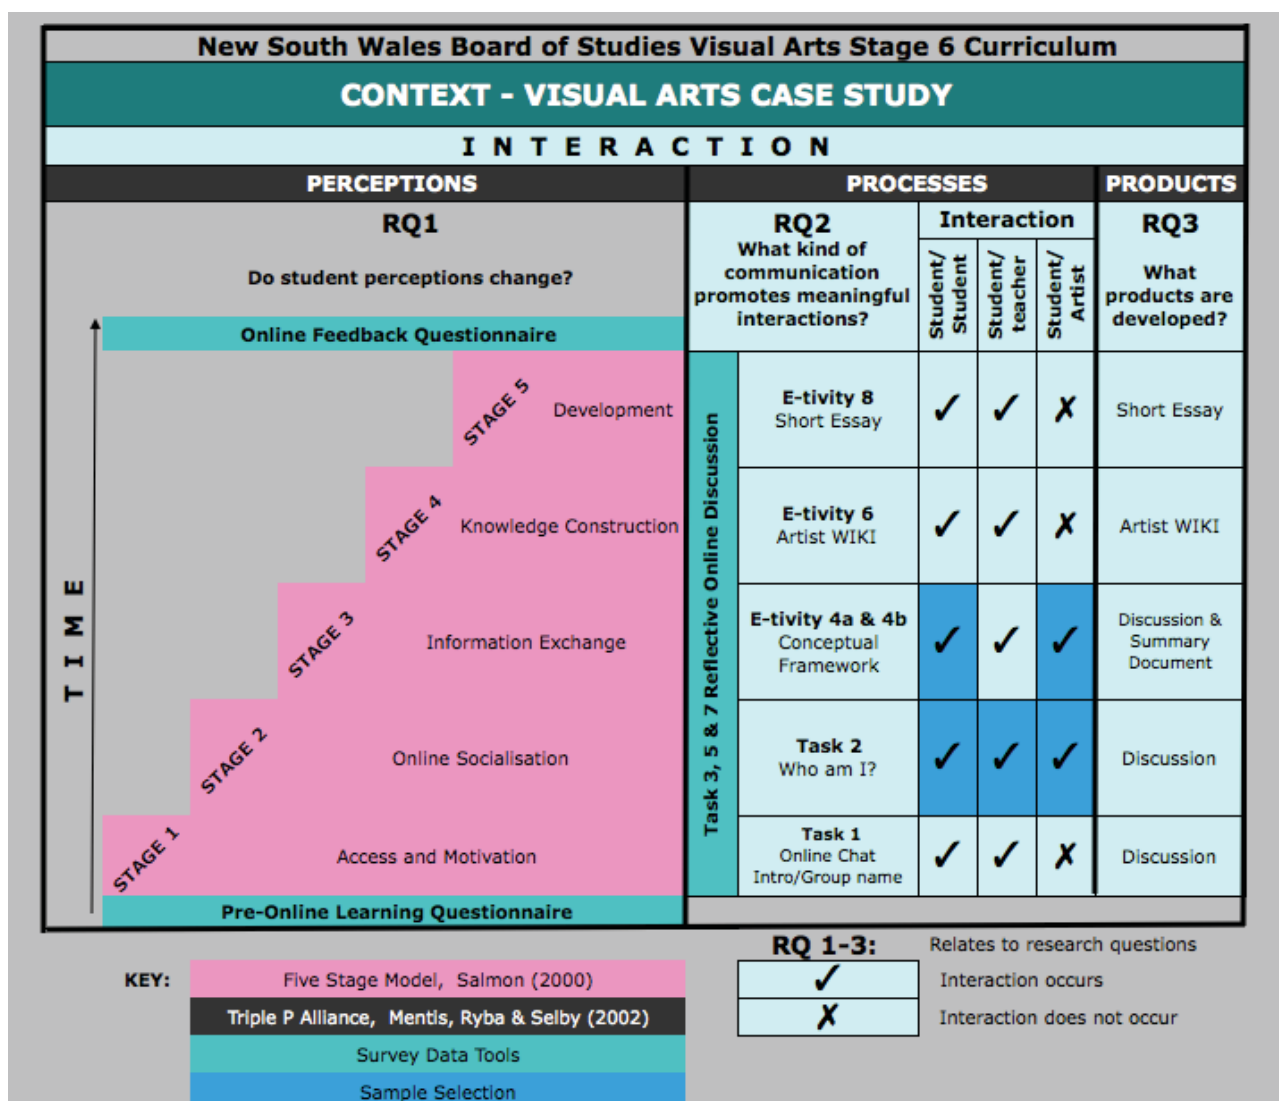 New South Wales Board of Studies Visual Arts Stage 6 Curriculum
CONTEXT - VISUAL ARTS CASE STUDY
INTERACTION
PERCEPTIONS
PROCESSES
PRODUCTS
RQ1
Do student perceptions change?
RQ2
What kind of
communication
promotes meaningful
interactions?
Interaction
Student/
Student
Student/
teacher
Student/
Artist
RQ3
What
products are
developed?
Online Feedback Questionnaire
TIME
STAGE 5
Development
STAGE 4
Knowledge Construction
STAGE 3
Information Exchange
STAGE 2
Online Socialisation
STAGE 1
Access and Motivation
Pre-Online Learning Questionnaire
Task 3, 5 & 7 Reflective Online Discussion
E-tivity 8
Short Essay
✓ ✓ ✗
Short Essay
E-tivity 6
Artist WIKI
✓ ✓ ✗
Artist WIKI
E-tivity 4a & 4b
Conceptual
Framework
✓ ✓ ✓
Discussion &
Summary
Document
Task 2
Who am I?
✓ ✓ ✓
Discussion
Task 1
Online Chat
Intro/Group name
✓ ✓ ✗
Discussion
KEY:
Five Stage Model, Salmon (2000)
Triple P Alliance, Mentis, Ryba & Selby (2002)
Survey Data Tools
Sample Selection
RQ 1-3: Relates to research questions
✓ Interaction occurs
✗ Interaction does not occur